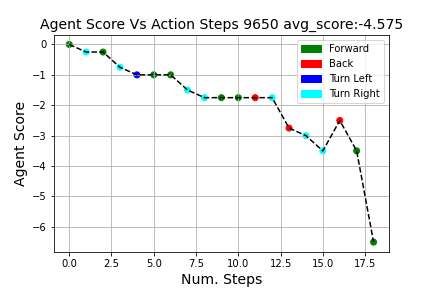 Agent Score Vs Action Steps 9650 avg_score:-4.575
Forward
Back
Turn Left
Turn Right
Agent Score
0
−1
−2
−3
−4
−5
−6
0.0 2.5 5.0 7.5 10.0 12.5 15.0 17.5
Num. Steps